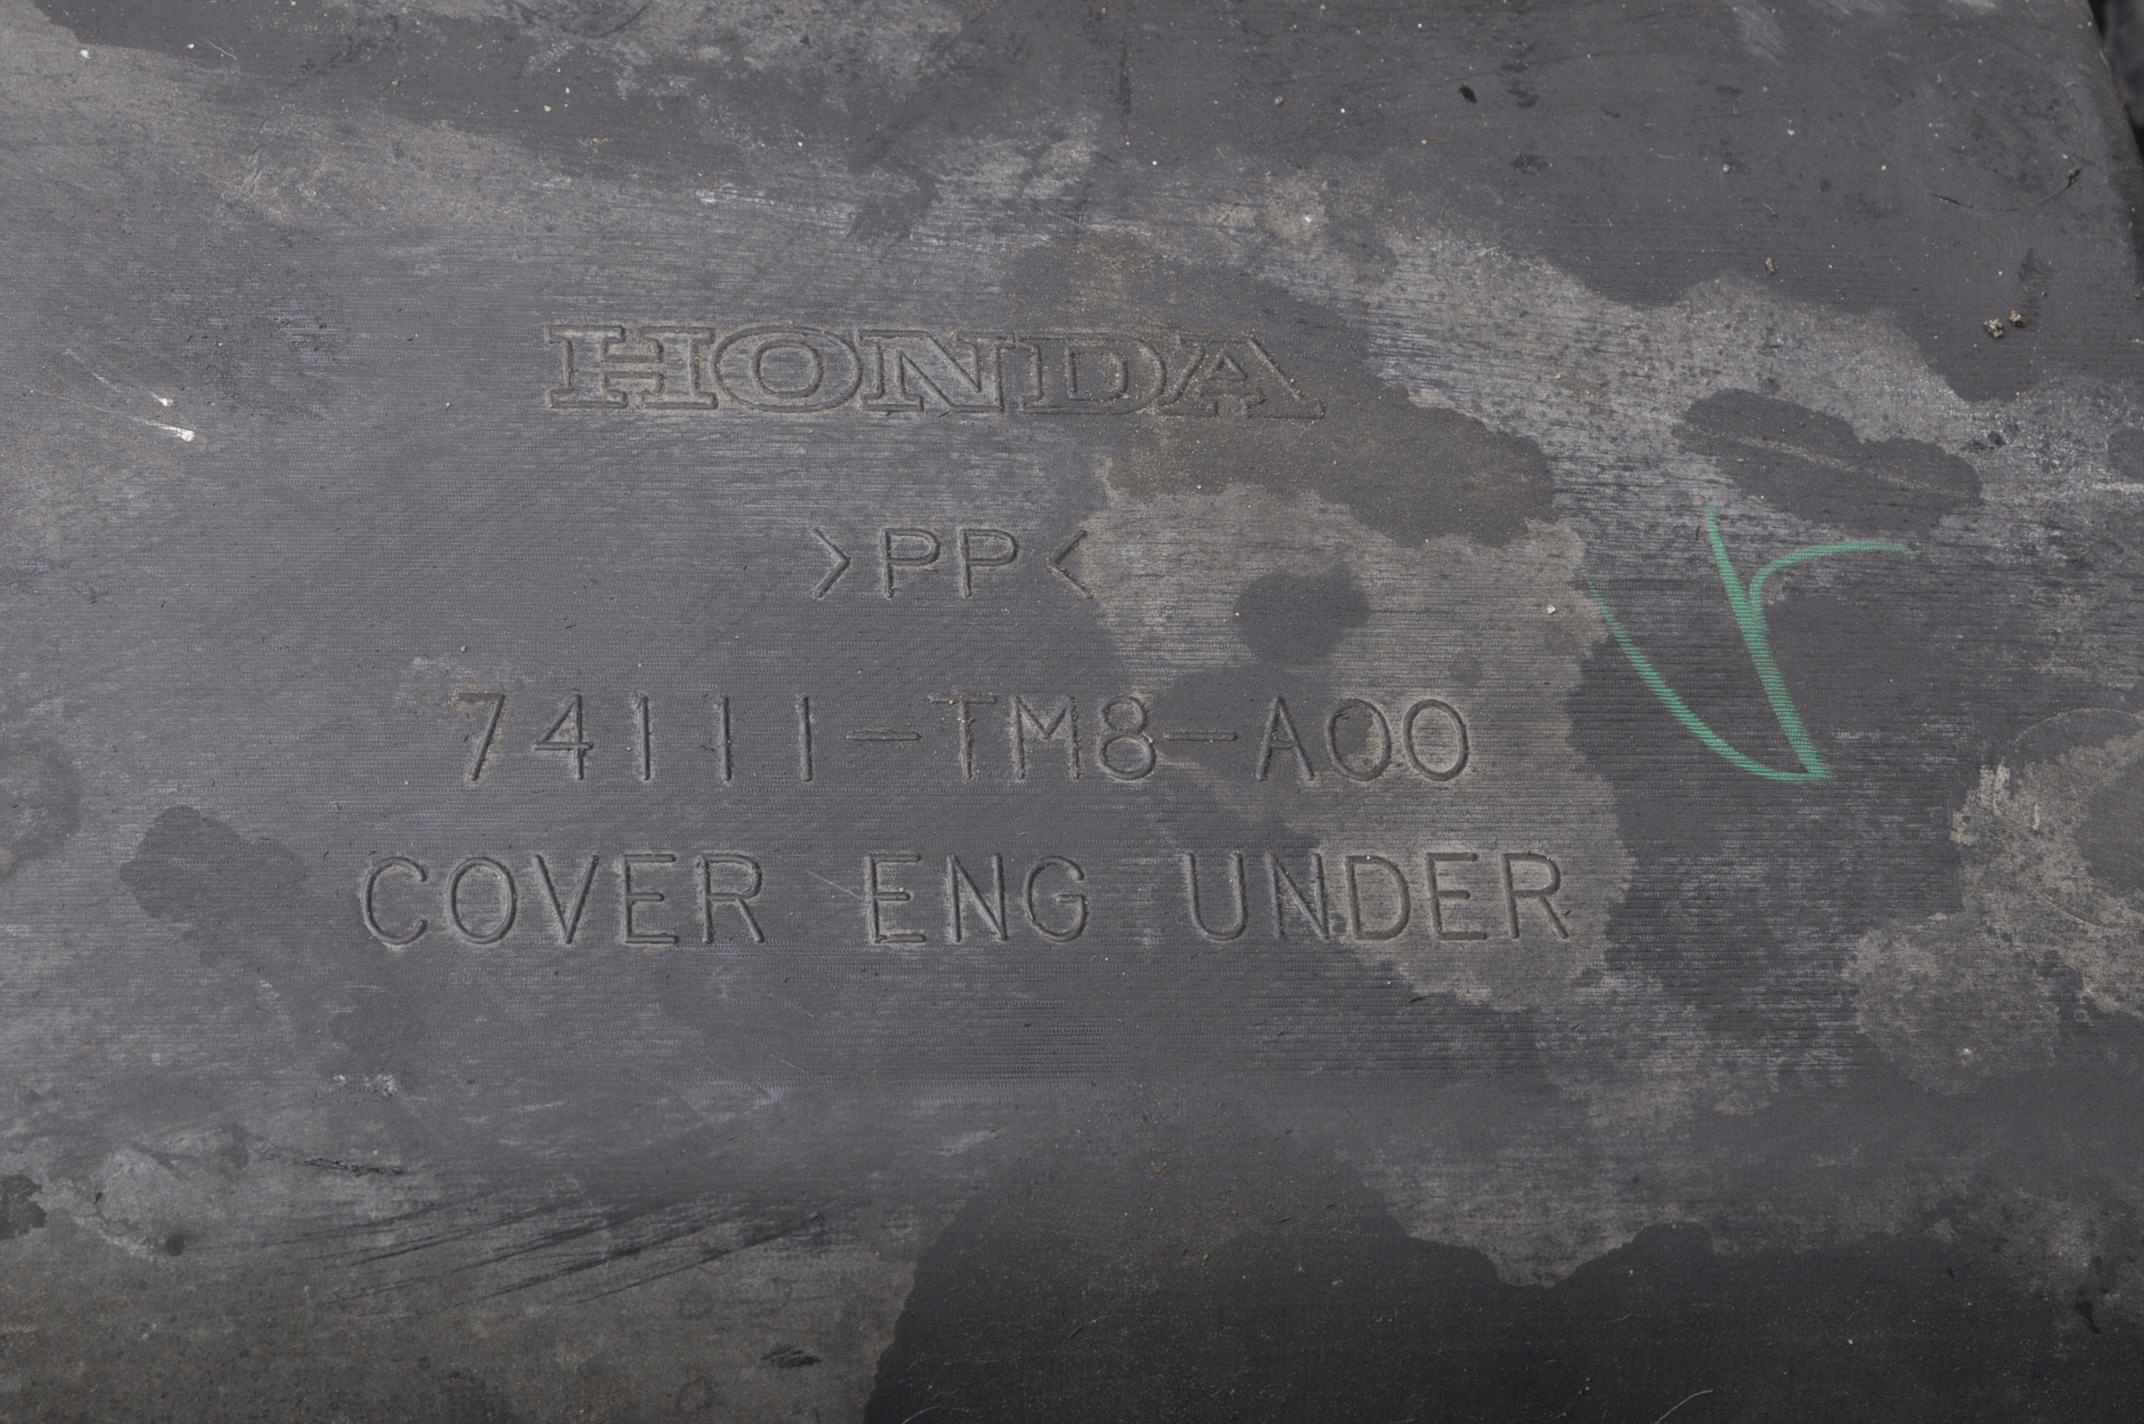 HONDA
>PP<
74111-TM8-A00
COVER ENG UNDER